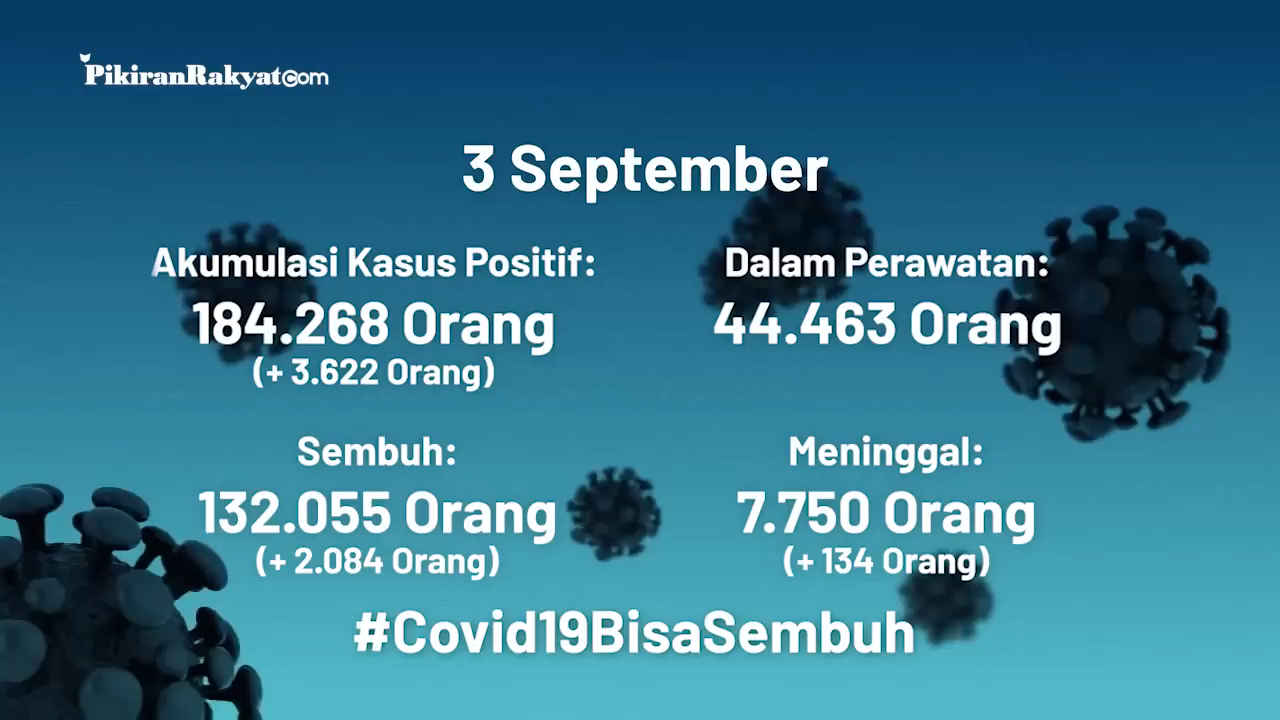 PikiranRakyat.com
3 September
Akumulasi Kasus Positif:
184.268 Orang
(+ 3.622 Orang)
Dalam Perawatan:
44.463 Orang
Sembuh:
132.055 Orang
(+ 2.084 Orang)
Meninggal:
7.750 Orang
(+ 134 Orang)
#Covid19BisaSembuh